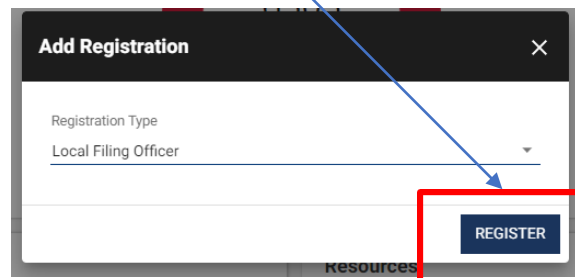 Add Registration
Registration Type
Local Filing Officer
REGISTER
Resources